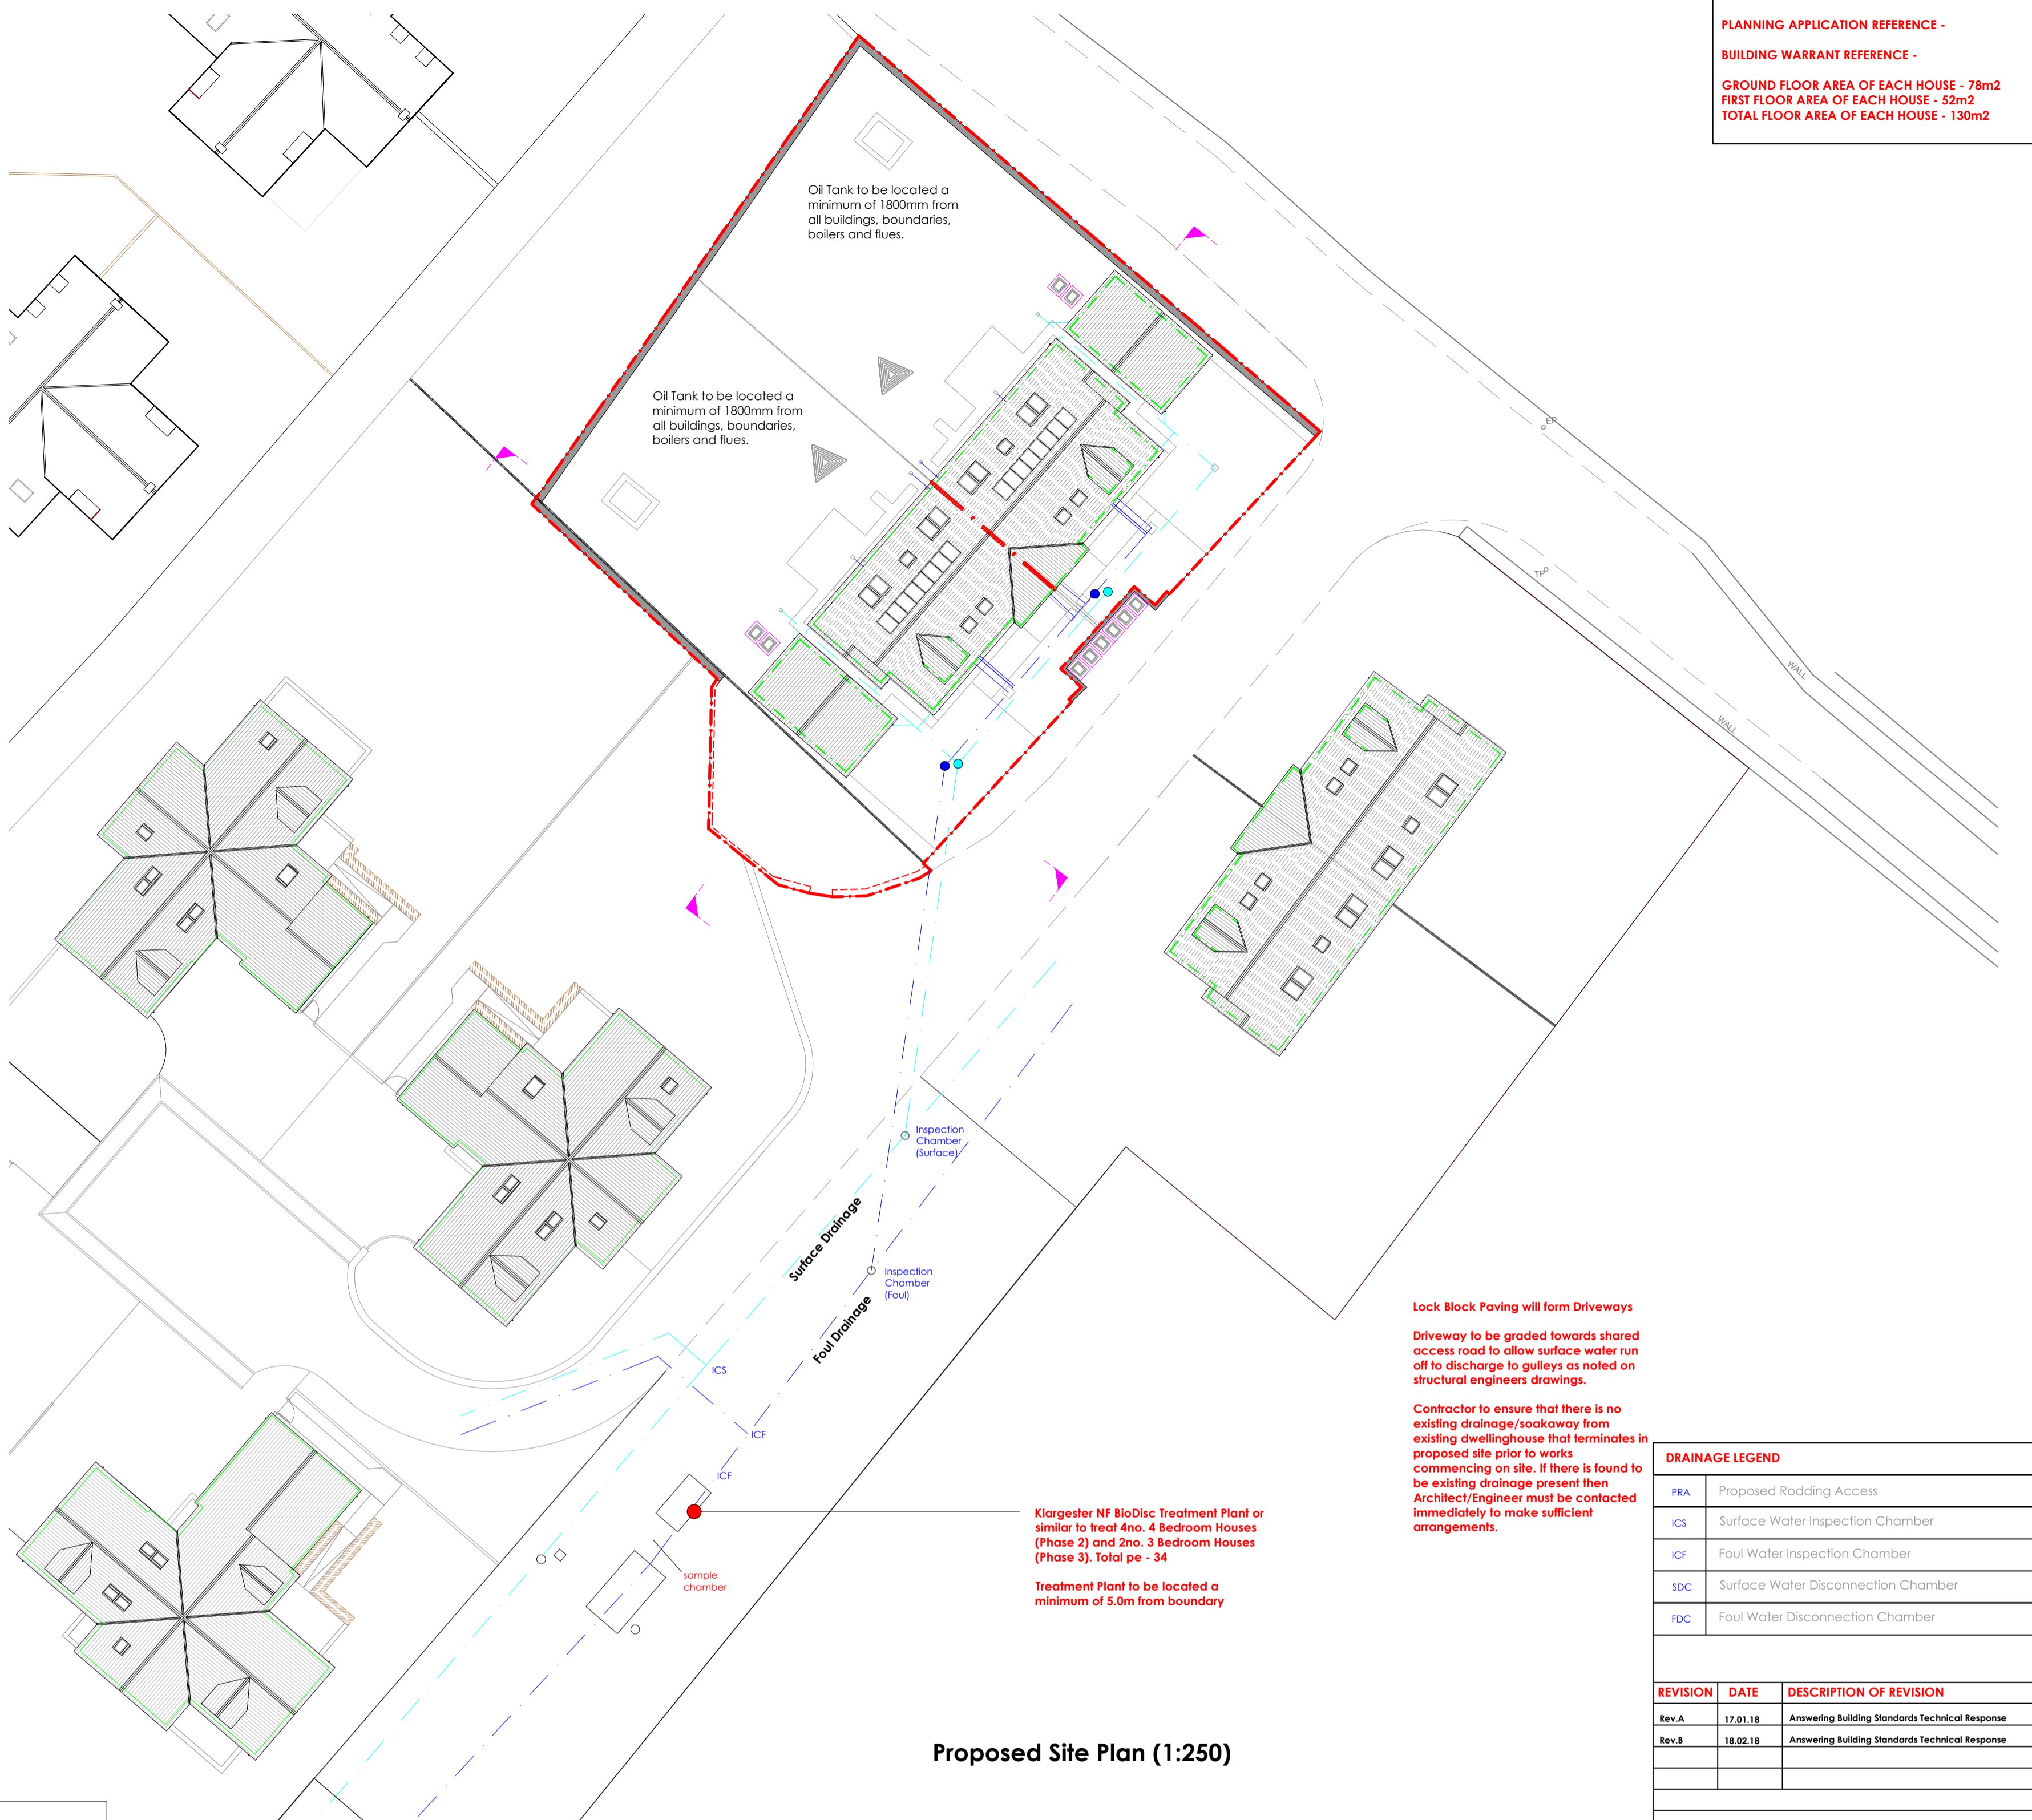 PLANNING APPLICATION REFERENCE -
BUILDING WARRANT REFERENCE -
GROUND FLOOR AREA OF EACH HOUSE - 78m2
FIRST FLOOR AREA OF EACH HOUSE - 52m2
TOTAL FLOOR AREA OF EACH HOUSE - 130m2
Oil Tank to be located a
minimum of 1800mm from
all buildings, boundaries,
boilers and flues.
Oil Tank to be located a
minimum of 1800mm from
all buildings, boundaries,
boilers and flues.
EP
TP
WALL
WALL
Inspection
Chamber
(Surface)
Surface Drainage
Inspection
Chamber
(Foul)
Foul Drainage
ICS
ICF
ICF
sample
chamber
Klargester NF BioDisc Treatment Plant or
similar to treat 4no. 4 Bedroom Houses
(Phase 2) and 2no. 3 Bedroom Houses
(Phase 3). Total pe - 34
Treatment Plant to be located a
minimum of 5.0m from boundary
Lock Block Paving will form Driveways
Driveway to be graded towards shared
access road to allow surface water run
off to discharge to gulleys as noted on
structural engineers drawings.
Contractor to ensure that there is no
existing drainage/soakaway from
existing dwellinghouse that terminates in
proposed site prior to works
commencing on site. If there is found to
be existing drainage present then
Architect/Engineer must be contacted
immediately to make sufficient
arrangements.
DRAINAGE LEGEND
PRA Proposed Rodding Access
ICS Surface Water Inspection Chamber
ICF Foul Water Inspection Chamber
SDC Surface Water Disconnection Chamber
FDC Foul Water Disconnection Chamber
REVISION DATE DESCRIPTION OF REVISION
Rev.A 17.01.18 Answering Building Standards Technical Response
Rev.B 18.02.18 Answering Building Standards Technical Response
Proposed Site Plan (1:250)